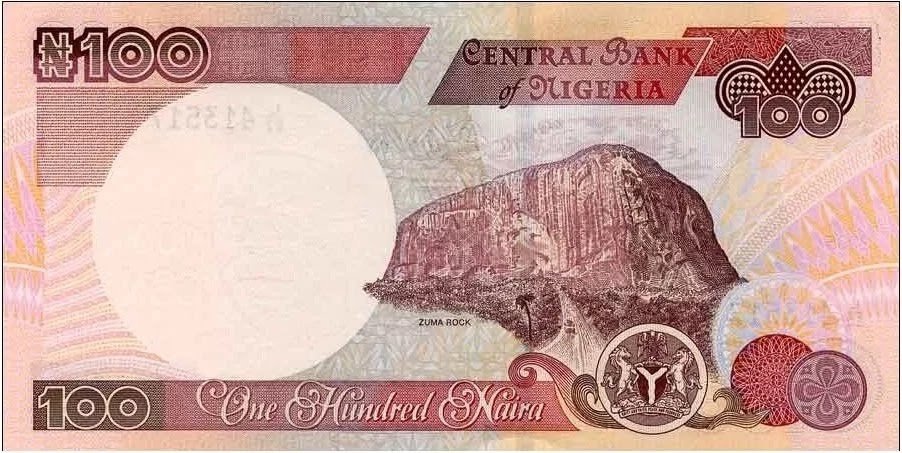 ₦100
CENTRAL BANK
of NIGERIA
100
ZUMA ROCK
100
One Hundred Naira